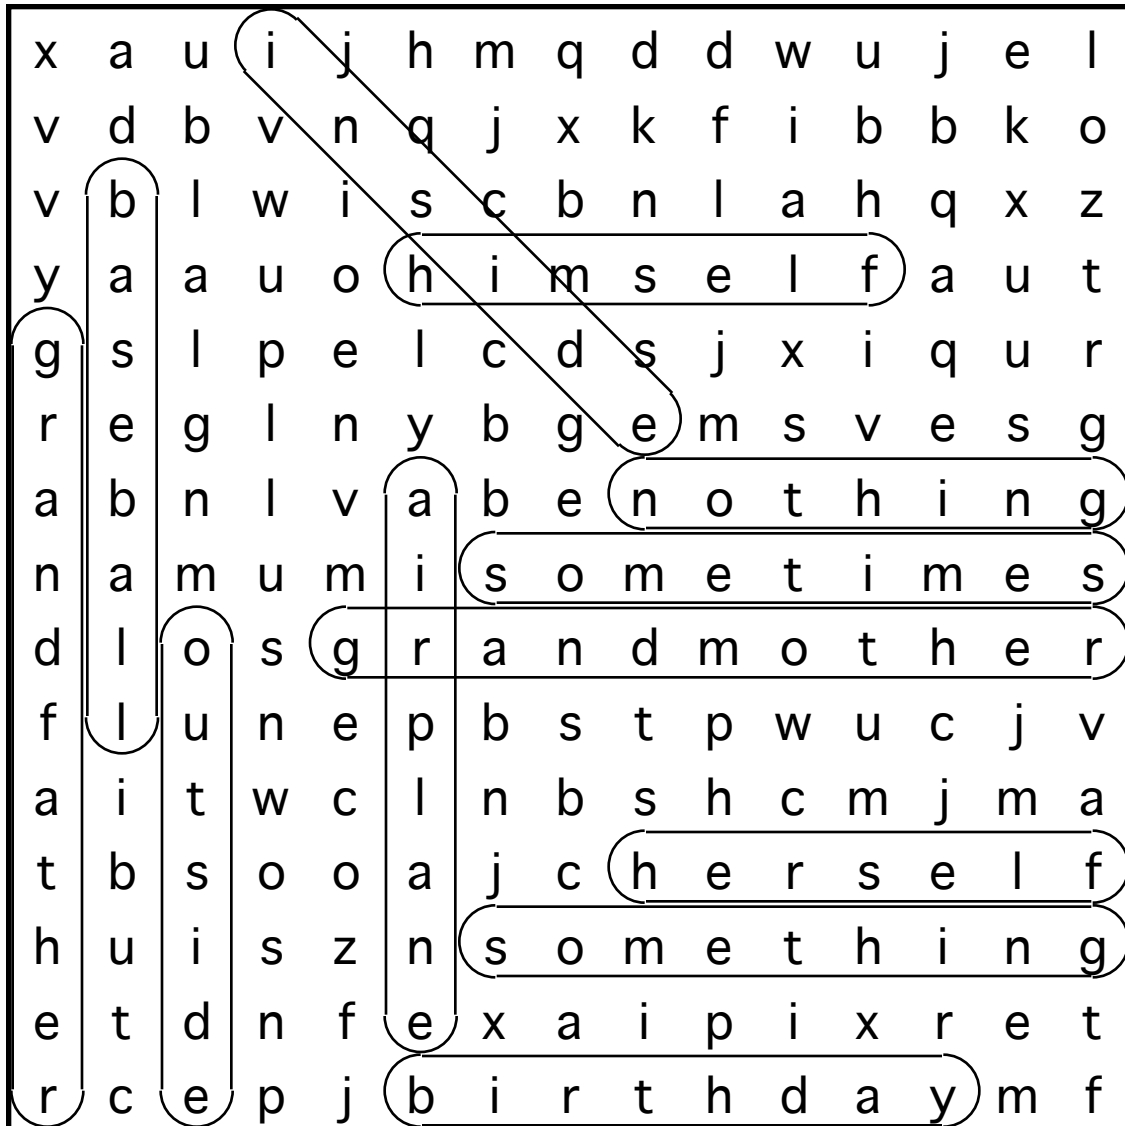 x a u i j h m q d d w u j e l
v d b v n q j x k f i b b k o
v b l w i s c b n l a h q x z
y a a u o h i m s e l f a u t
g s l p e l c d s j x i q u r
r e g l n y b g e m s v e s g
a b n l v a b e n o t h i n g
n a m u m i s o m e t i m e s
d l o s g r a n d m o t h e r
f l u n e p b s t p w u c j v
a i t w c l n b s h c m j m a
t b s o o a j c h e r s e l f
h u i s z n s o m e t h i n g
e t d n f e x a i p i x r e t
r c e p j b i r t h d a y m f